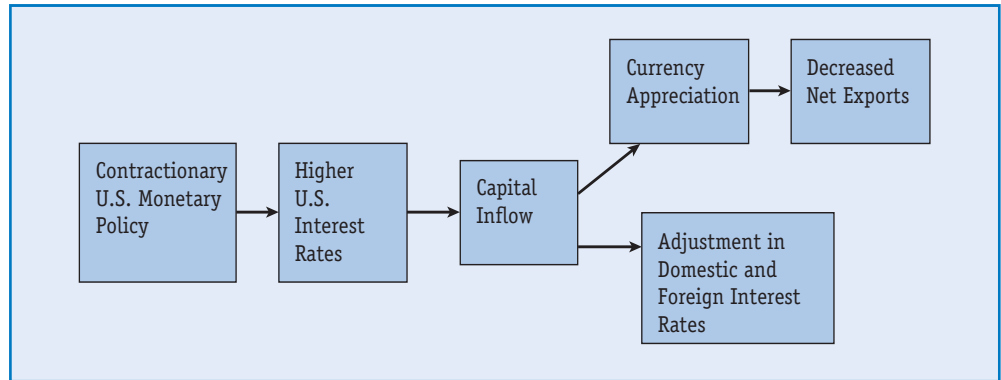 Contractionary
U.S. Monetary
Policy
Higher
U.S.
Interest
Rates
Capital
Inflow
Currency
Appreciation
Decreased
Net Exports
Adjustment in
Domestic and
Foreign Interest
Rates